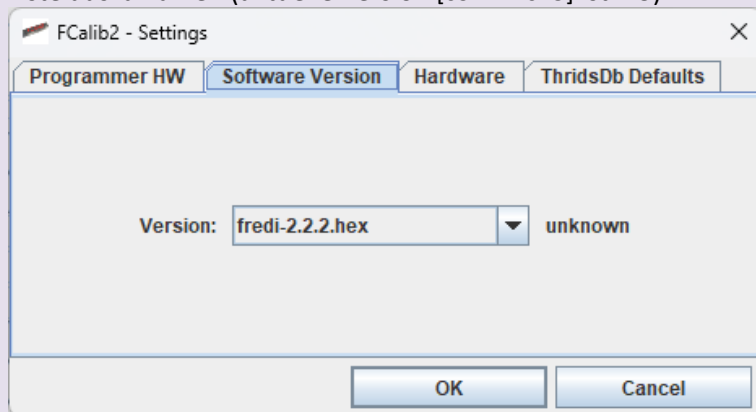 FCalib2 - Settings
Programmer HW Software Version Hardware ThridsDb Defaults
Version: fredi-2.2.2.hex unknown
OK Cancel